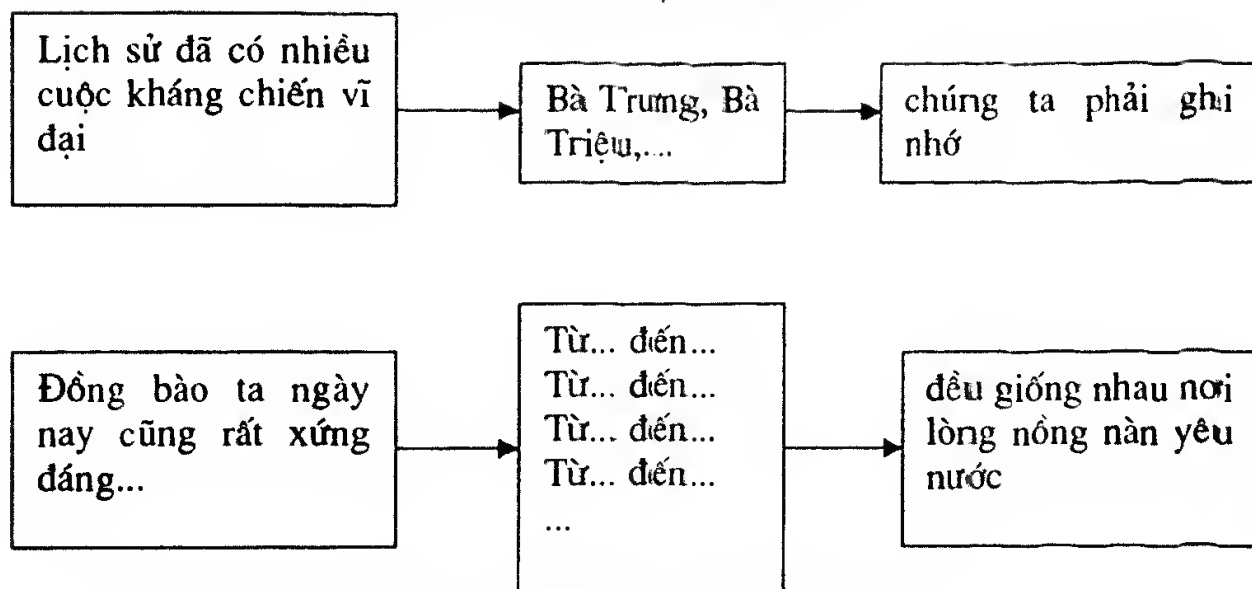 Lịch sử đã có nhiều
cuộc kháng chiến vĩ
đại
Bà Trưng, Bà
Triệu,...
chúng ta phải ghi
nhớ
Đồng bào ta ngày
nay cũng rất xứng
đáng...
Từ... đến...
Từ... đến...
Từ... đến...
Từ... đến...
...
đều giống nhau nơi
lòng nồng nàn yêu
nước